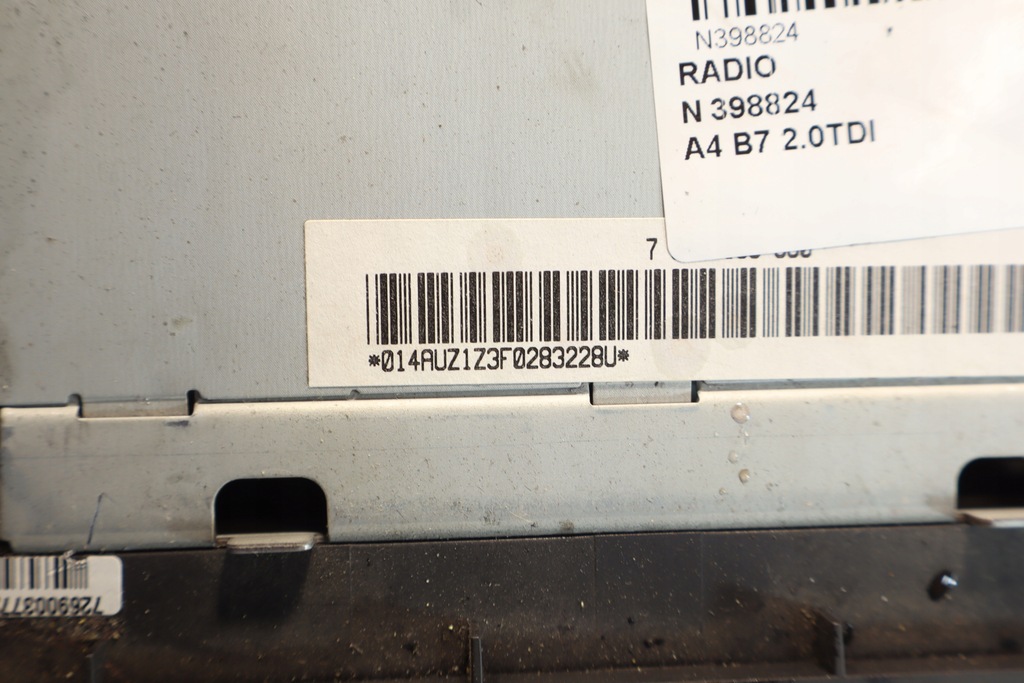 N398824
RADIO
N 398824
A4 B7 2.0TDI
7
*014AUZ1Z3F0283228U*